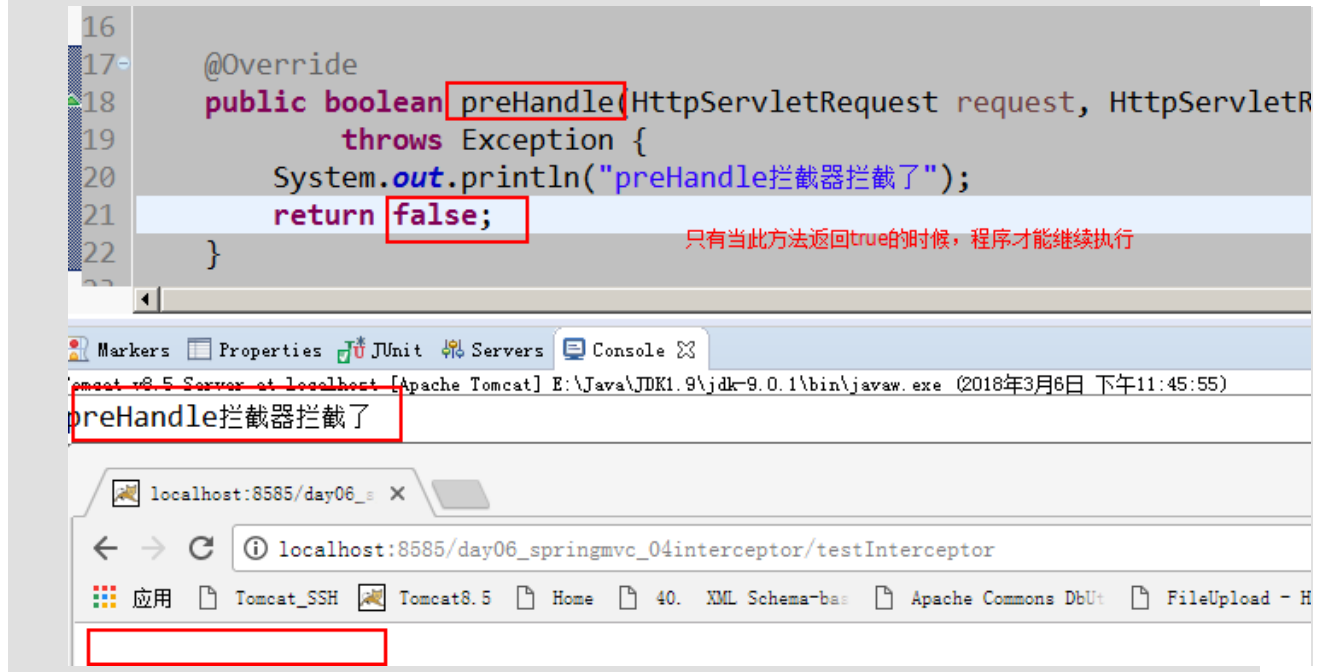 16
17 @Override
18 public boolean preHandle(HttpServletRequest request, HttpServletR
19 throws Exception {
20 System.out.println("preHandle拦截器拦截了");
21 return false;
只有当此方法返回true的时候，程序才能继续执行
22 }
Markers Properties JUnit Servers Console
Tomcat v8.5 Server at localhost [Apache Tomcat] E:\Java\JDK1.9\jdk-9.0.1\bin\javaw.exe (2018年3月6日 下午11:45:55)
preHandle拦截器拦截了
localhost:8585/day06_s
localhost:8585/day06_springmvc_04interceptor/testInterceptor
应用 Tomcat_SSH Tomcat8.5 Home 40. XML Schema-bas Apache Commons DbUt FileUpload - H